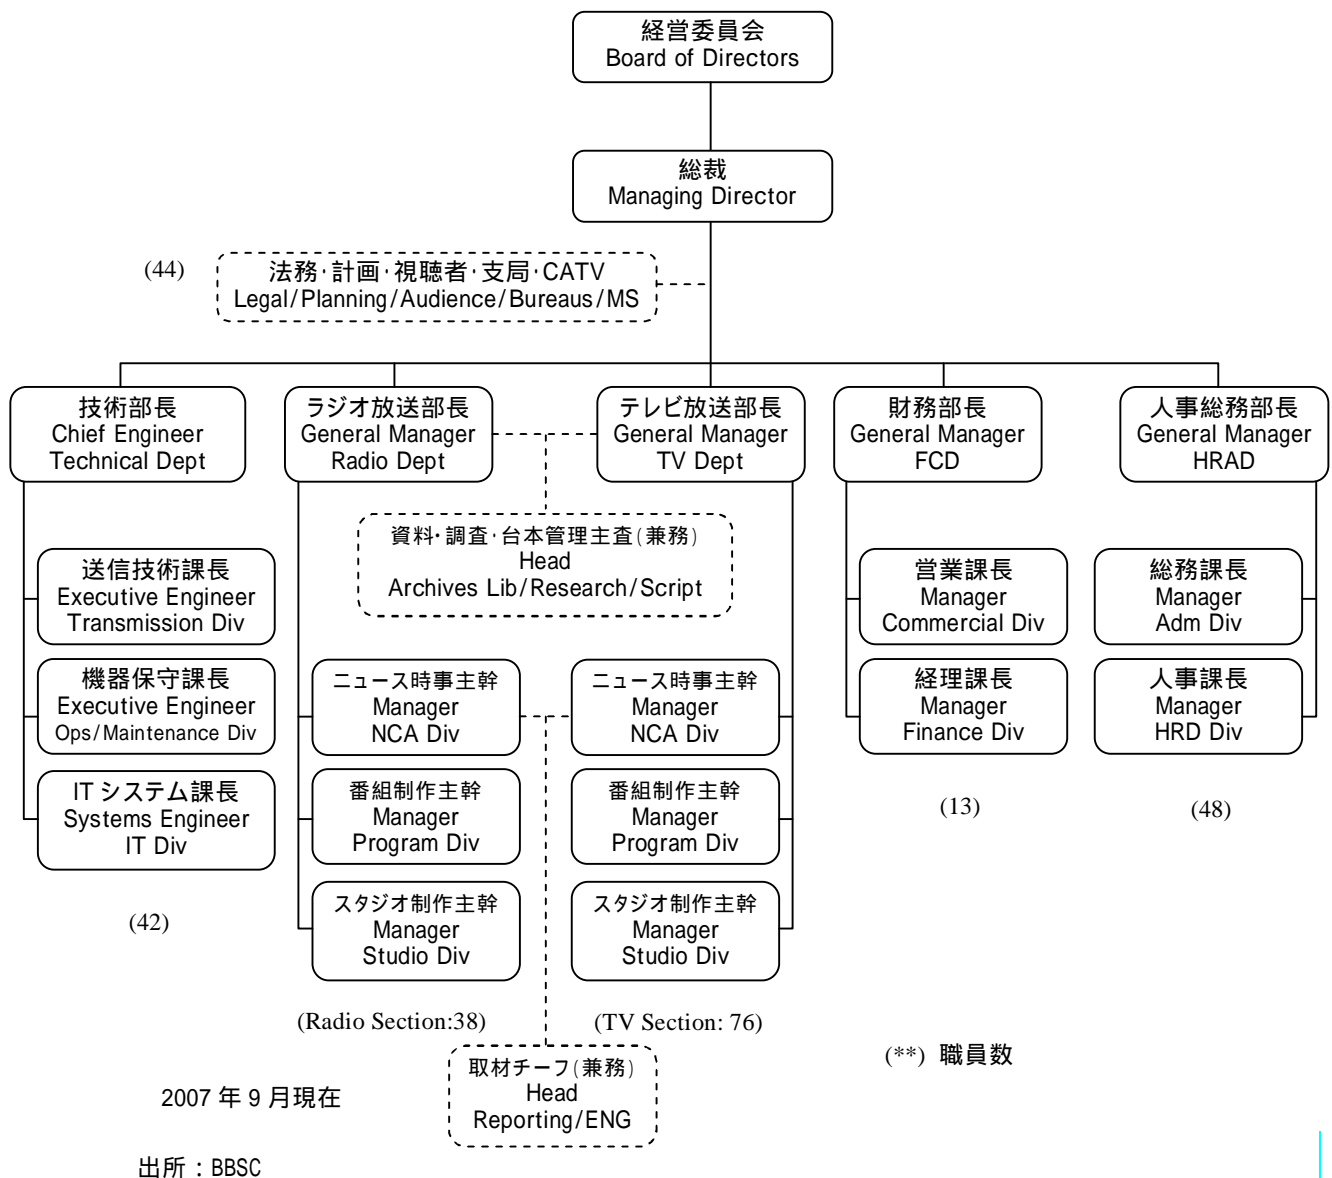 経営委員会
Board of Directors
総裁
Managing Director
(44)
法務・計画・視聴者・支局・CATV
Legal/Planning/Audience/Bureaus/MS
技術部長
Chief Engineer
Technical Dept
ラジオ放送部長
General Manager
Radio Dept
テレビ放送部長
General Manager
TV Dept
財務部長
General Manager
FCD
人事総務部長
General Manager
HRAD
資料・調査・台本管理主査(兼務)
Head
Archives Lib/Research/Script
送信技術課長
Executive Engineer
Transmission Div
機器保守課長
Executive Engineer
Ops/Maintenance Div
IT システム課長
Systems Engineer
IT Div
(42)
ニュース時事主幹
Manager
NCA Div
番組制作主幹
Manager
Program Div
スタジオ制作主幹
Manager
Studio Div
(Radio Section:38)
ニュース時事主幹
Manager
NCA Div
番組制作主幹
Manager
Program Div
スタジオ制作主幹
Manager
Studio Div
(TV Section: 76)
営業課長
Manager
Commercial Div
経理課長
Manager
Finance Div
(13)
総務課長
Manager
Adm Div
人事課長
Manager
HRD Div
(48)
取材チーフ(兼務)
Head
Reporting/ENG
(**) 職員数
2007 年 9 月現在
出所：BBSC